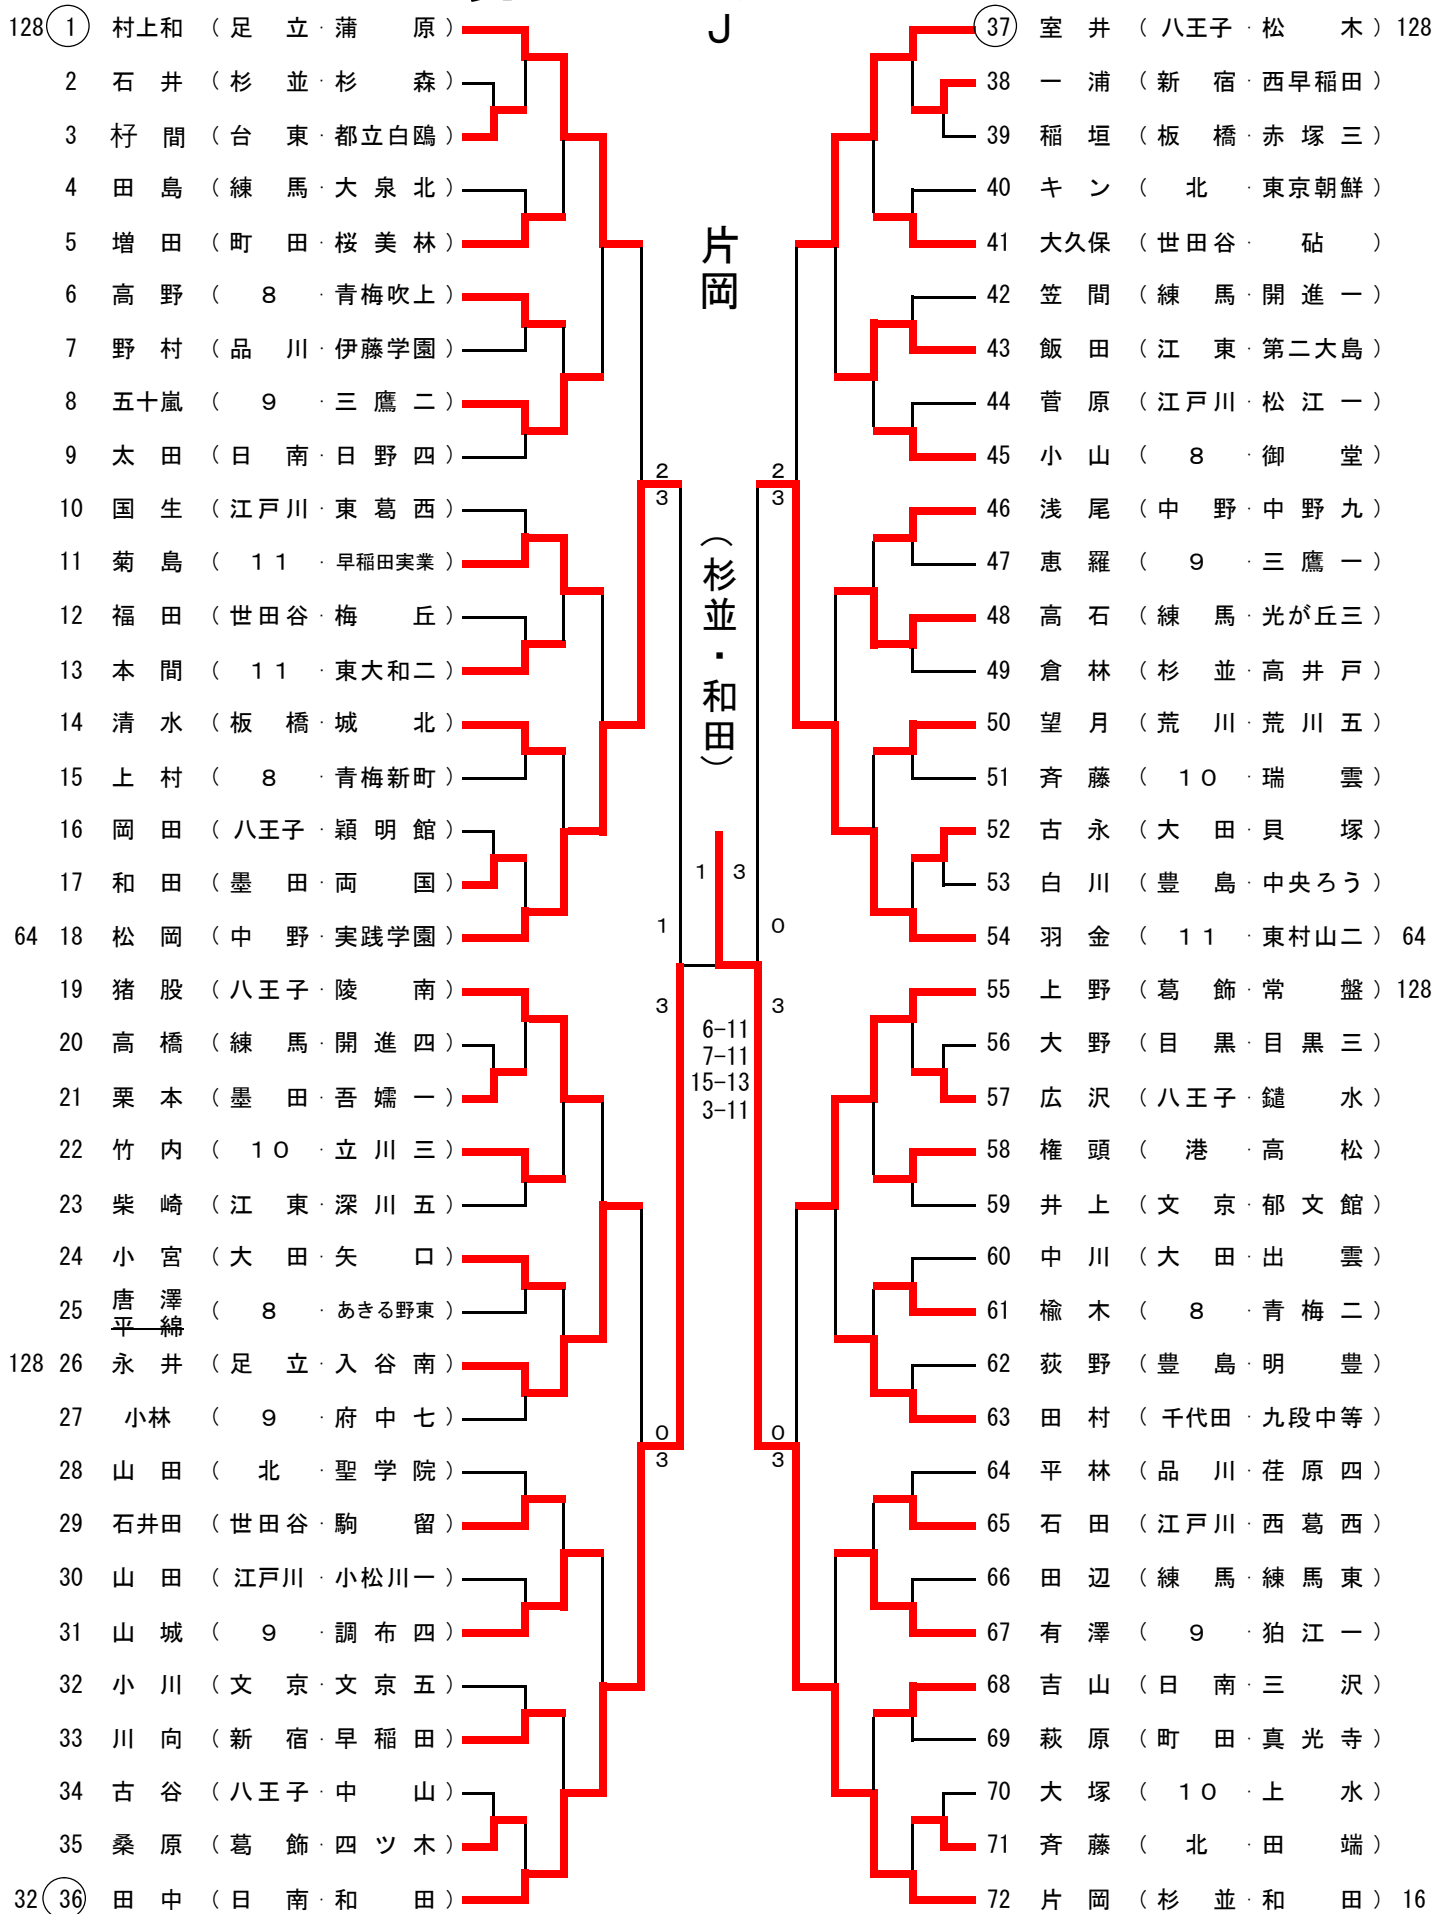 J
片岡
（杉並・和田）
128 1 村上和 （ 足 立 · 蒲 原 ）
2 石 井 （ 杉 並 · 杉 森 ）
3 杍 間 （ 台 東 · 都立白鴎 ）
4 田 島 （ 練 馬 · 大 泉 北 ）
5 増 田 （ 町 田 · 桜 美 林 ）
6 高 野 （ 8 · 青梅吹上 ）
7 野 村 （ 品 川 · 伊藤学園 ）
8 五十嵐 （ 9 · 三 鷹 二 ）
9 太 田 （ 日 南 · 日 野 四 ）
10 国 生 （ 江戸川 · 東 葛 西 ）
11 菊 島 （ 11 · 早稲田実業 ）
12 福 田 （ 世田谷 · 梅 丘 ）
13 本 間 （ 11 · 東大和二 ）
14 清 水 （ 板 橋 · 城 北 ）
15 上 村 （ 8 · 青梅新町 ）
16 岡 田 （ 八王子 · 穎 明 館 ）
17 和 田 （ 墨 田 · 両 国 ）
64 18 松 岡 （ 中 野 · 実践学園 ）
19 猪 股 （ 八王子 · 陵 南 ）
20 高 橋 （ 練 馬 · 開 進 四 ）
21 栗 本 （ 墨 田 · 吾 嬬 一 ）
22 竹 内 （ 10 · 立 川 三 ）
23 柴 崎 （ 江 東 · 深 川 五 ）
24 小 宮 （ 大 田 · 矢 口 ）
唐 澤
25 （ 8 · あきる野東 ）
平 綿
128 26 永 井 （ 足 立 · 入 谷 南 ）
27 小林 （ 9 · 府 中 七 ）
28 山 田 （ 北 · 聖 学 院 ）
29 石井田 （ 世田谷 · 駒 留 ）
30 山 田 （ 江戸川 · 小松川一 ）
31 山 城 （ 9 · 調 布 四 ）
32 小 川 （ 文 京 · 文 京 五 ）
33 川 向 （ 新 宿 · 早 稲 田 ）
34 古 谷 （ 八王子 · 中 山 ）
35 桑 原 （ 葛 飾 · 四 ツ 木 ）
32 36 田 中 （ 日 南 · 和 田 ）
2
3
1
3
0
3
1 3
6-11
7-11
15-13
3-11
2
3
0
3
0
3
37 室 井 （ 八王子 · 松 木 ） 128
38 一 浦 （ 新 宿 · 西早稲田 ）
39 稲 垣 （ 板 橋 · 赤 塚 三 ）
40 キ ン （ 北 · 東京朝鮮 ）
41 大久保 （ 世田谷 · 砧 ）
42 笠 間 （ 練 馬 · 開 進 一 ）
43 飯 田 （ 江 東 · 第二大島 ）
44 菅 原 （ 江戸川 · 松 江 一 ）
45 小 山 （ 8 · 御 堂 ）
46 浅 尾 （ 中 野 · 中 野 九 ）
47 恵 羅 （ 9 · 三 鷹 一 ）
48 高 石 （ 練 馬 · 光が丘三 ）
49 倉 林 （ 杉 並 · 高 井 戸 ）
50 望 月 （ 荒 川 · 荒 川 五 ）
51 斉 藤 （ 10 · 瑞 雲 ）
52 古 永 （ 大 田 · 貝 塚 ）
53 白 川 （ 豊 島 · 中央ろう ）
54 羽 金 （ 11 · 東村山二 ） 64
55 上 野 （ 葛 飾 · 常 盤 ） 128
56 大 野 （ 目 黒 · 目 黒 三 ）
57 広 沢 （ 八王子 · 鑓 水 ）
58 権 頭 （ 港 · 高 松 ）
59 井 上 （ 文 京 · 郁 文 館 ）
60 中 川 （ 大 田 · 出 雲 ）
61 楡 木 （ 8 · 青 梅 二 ）
62 荻 野 （ 豊 島 · 明 豊 ）
63 田 村 （ 千代田 · 九段中等 ）
64 平 林 （ 品 川 · 荏 原 四 ）
65 石 田 （ 江戸川 · 西 葛 西 ）
66 田 辺 （ 練 馬 · 練 馬 東 ）
67 有 澤 （ 9 · 狛 江 一 ）
68 吉 山 （ 日 南 · 三 沢 ）
69 萩 原 （ 町 田 · 真 光 寺 ）
70 大 塚 （ 10 · 上 水 ）
71 斉 藤 （ 北 · 田 端 ）
72 片 岡 （ 杉 並 · 和 田 ） 16